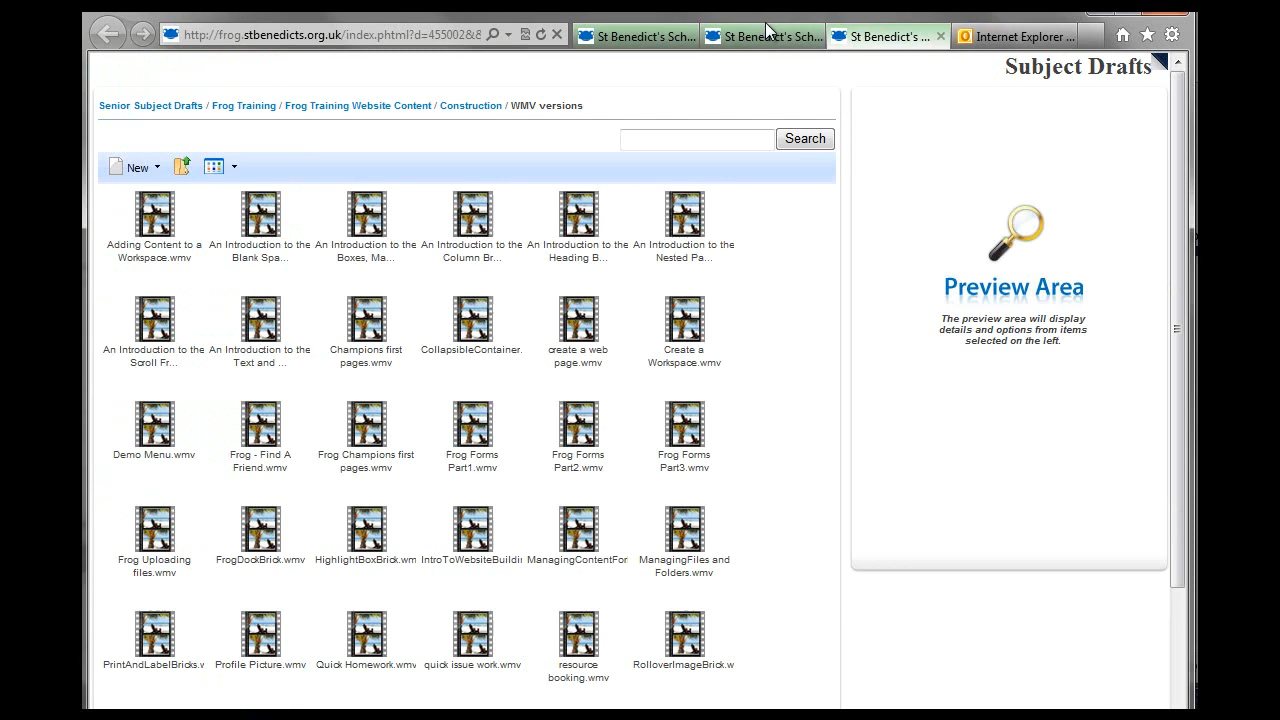 http://frog.stbenedicts.org.uk/index.phtml?d=455002&8
St Benedict's Sch...
St Benedict's Sch...
St Benedict's ...
Internet Explorer ...
Subject Drafts
Senior Subject Drafts / Frog Training / Frog Training Website Content / Construction / WMV versions
Search
New
Adding Content to a
Workspace.wmv
An Introduction to the
Blank Spa...
An Introduction to the
Boxes, Ma...
An Introduction to the
Column Br...
An Introduction to the
Heading B...
An Introduction to the
Nested Pa...
An Introduction to the
Scroll Fr...
An Introduction to the
Text and ...
Champions first
pages.wmv
CollapsibleContainer.
create a web
page.wmv
Create a
Workspace.wmv
Demo Menu.wmv
Frog - Find A
Friend.wmv
Frog Champions first
pages.wmv
Frog Forms
Part1.wmv
Frog Forms
Part2.wmv
Frog Forms
Part3.wmv
Frog Uploading
files.wmv
FrogDockBrick.wmv
HighlightBoxBrick.wm
IntroToWebsiteBuildi
ManagingContentFor
ManagingFiles and
Folders.wmv
PrintAndLabelBricks.v
Profile Picture.wmv
Quick Homework.wmv
quick issue work.wmv
resource
booking.wmv
RolloverImageBrick.w
Preview Area
The preview area will display
details and options from items
selected on the left.